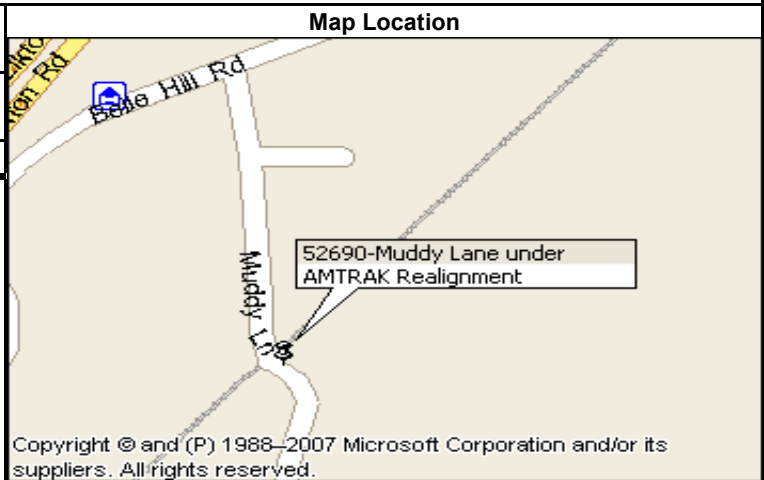 Map Location
Belle Hill Rd
Muddy Ln
52690-Muddy Lane under
AMTRAK Realignment
Copyright © and (P) 1988–2007 Microsoft Corporation and/or its
suppliers. All rights reserved.